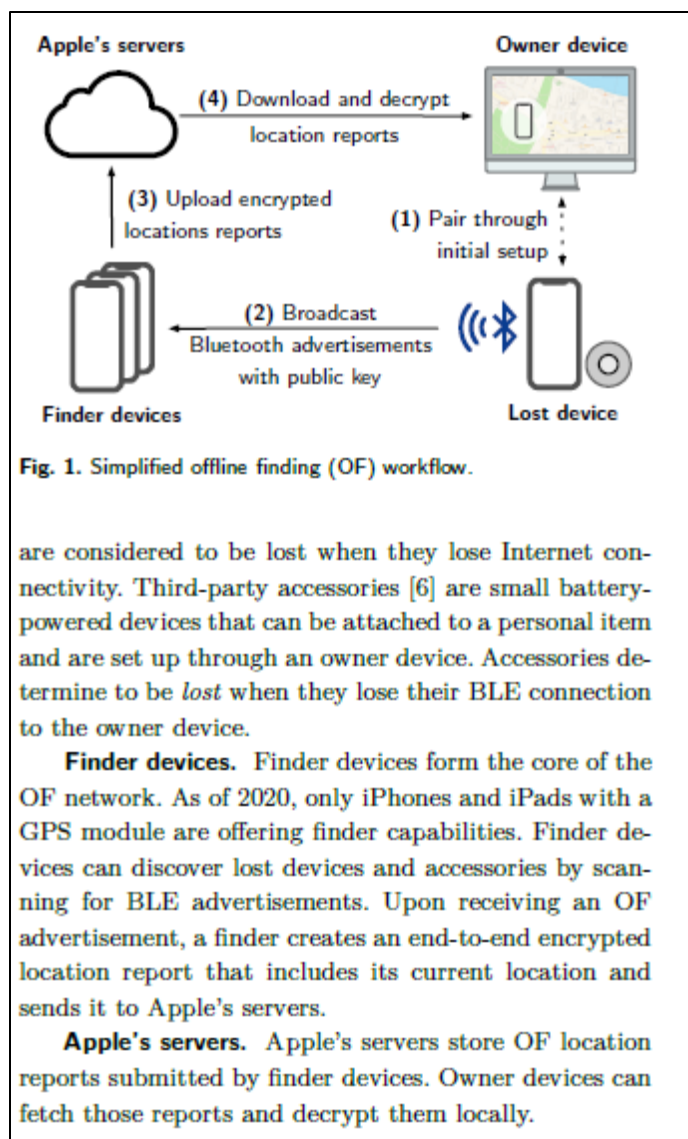 Apple's servers
Owner device
(4) Download and decrypt
location reports
(3) Upload encrypted
locations reports
(1) Pair through
initial setup
(2) Broadcast
Bluetooth advertisements
with public key
Finder devices
Lost device
Fig. 1. Simplified offline finding (OF) workflow.
are considered to be lost when they lose Internet con-
nectivity. Third-party accessories [6] are small battery-
powered devices that can be attached to a personal item
and are set up through an owner device. Accessories de-
termine to be lost when they lose their BLE connection
to the owner device.
Finder devices. Finder devices form the core of the
OF network. As of 2020, only iPhones and iPads with a
GPS module are offering finder capabilities. Finder de-
vices can discover lost devices and accessories by scan-
ning for BLE advertisements. Upon receiving an OF
advertisement, a finder creates an end-to-end encrypted
location report that includes its current location and
sends it to Apple's servers.
Apple's servers. Apple's servers store OF location
reports submitted by finder devices. Owner devices can
fetch those reports and decrypt them locally.